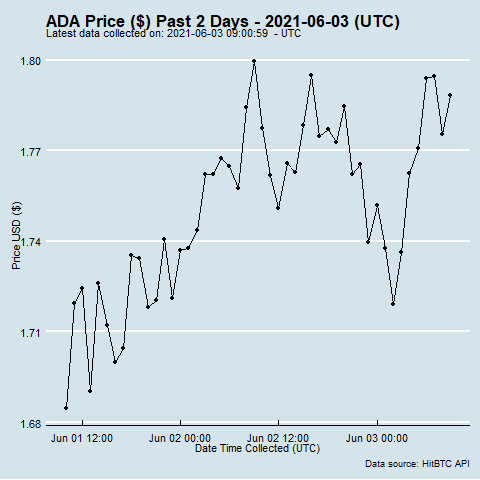 ADA Price ($) Past 2 Days - 2021-06-03 (UTC)
Latest data collected on: 2021-06-03 09:00:59 - UTC
1.80
1.77
1.74
1.71
1.68
Price USD ($)
Jun 01 12:00 Jun 02 00:00 Jun 02 12:00 Jun 03 00:00
Date Time Collected (UTC)
Data source: HitBTC API